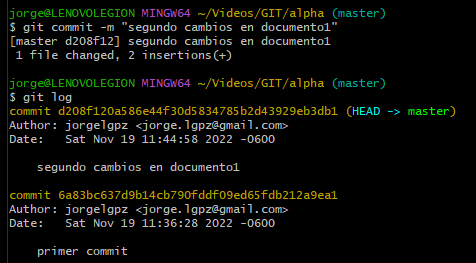 jorge@LENOVOLEGION MINGW64 ~/Videos/GIT/alpha (master)
$ git commit -m "segundo cambios en documento1"
[master d208f12] segundo cambios en documento1
 1 file changed, 2 insertions(+)

jorge@LENOVOLEGION MINGW64 ~/Videos/GIT/alpha (master)
$ git log
commit d208f120a586e44f30d5834785b2d43929eb3db1 (HEAD -> master)
Author: jorgelgpz <jorge.lgpz@gmail.com>
Date:   Sat Nov 19 11:44:58 2022 -0600

    segundo cambios en documento1

commit 6a83bc637d9b14cb790fddf09ed65fdb212a9ea1
Author: jorgelgpz <jorge.lgpz@gmail.com>
Date:   Sat Nov 19 11:36:28 2022 -0600

    primer commit